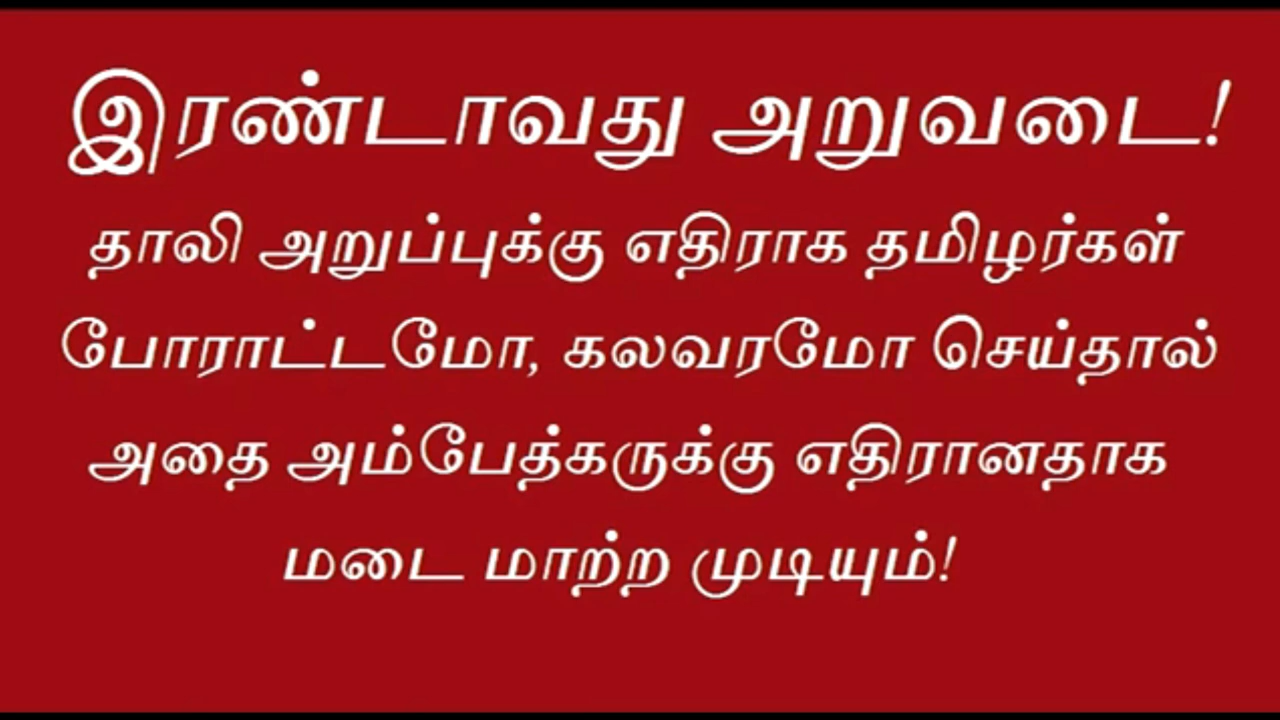 இரண்டாவது அறுவடை!
தாலி அறுப்புக்கு எதிராக தமிழர்கள்
போராட்டமோ, கலவரமோ செய்தால்
அதை அம்பேத்கருக்கு எதிரானதாக
மடை மாற்ற முடியும்!